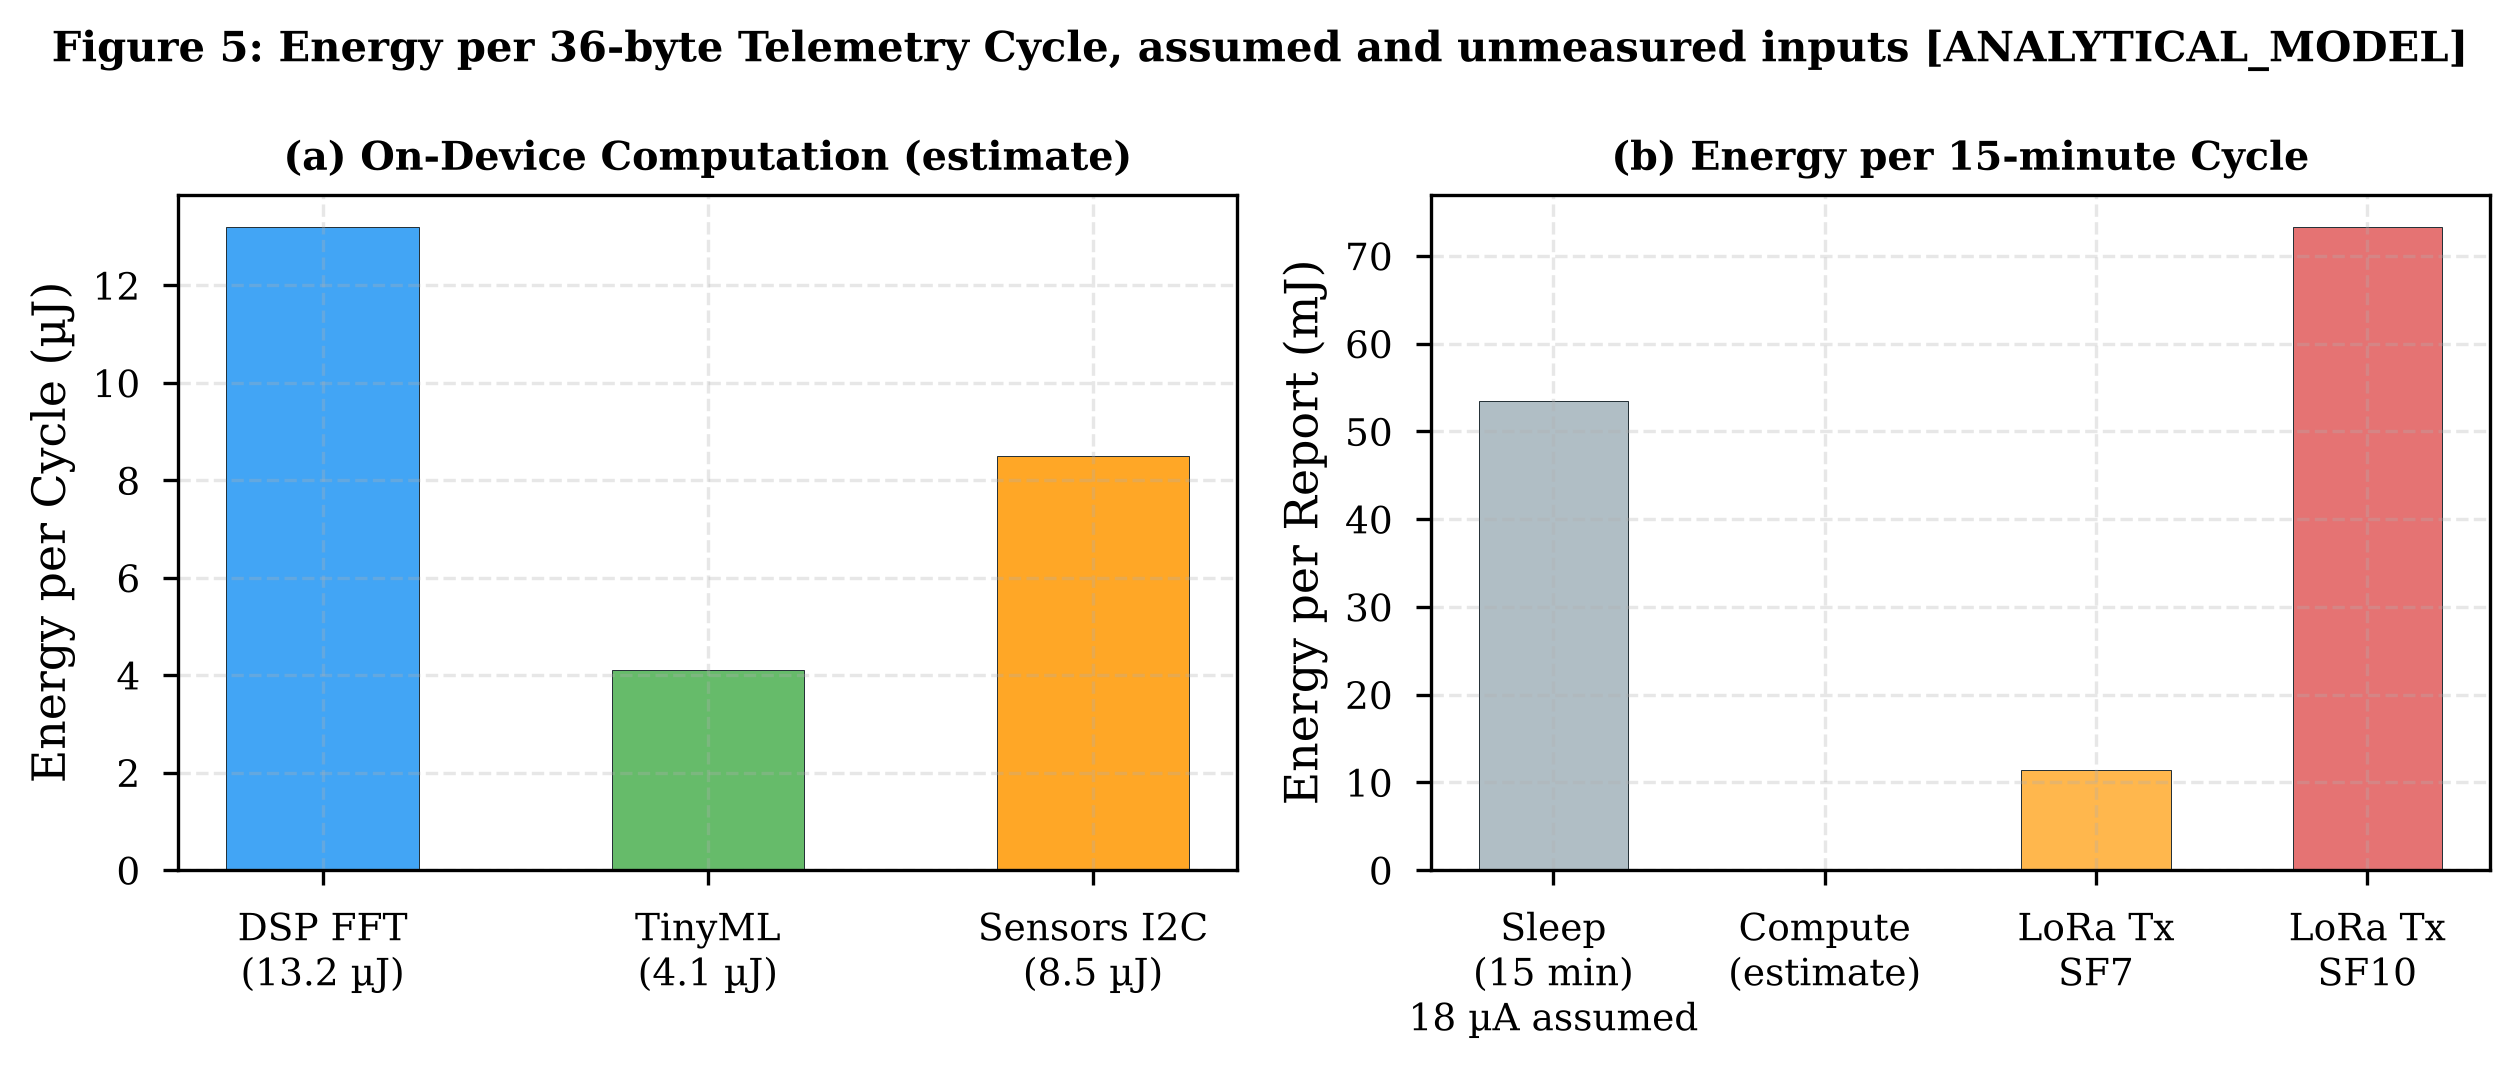 Figure 5: Energy per 36-byte Telemetry Cycle, assumed and unmeasured inputs [ANALYTICAL_MODEL]
(a) On-Device Computation (estimate)
Energy per Cycle (µJ)
12
10
8
6
4
2
0
DSP FFT
(13.2 µJ)
TinyML
(4.1 µJ)
Sensors I2C
(8.5 µJ)
(b) Energy per 15-minute Cycle
Energy per Report (mJ)
70
60
50
40
30
20
10
0
Sleep
(15 min)
18 µA assumed
Compute
(estimate)
LoRa Tx
SF7
LoRa Tx
SF10